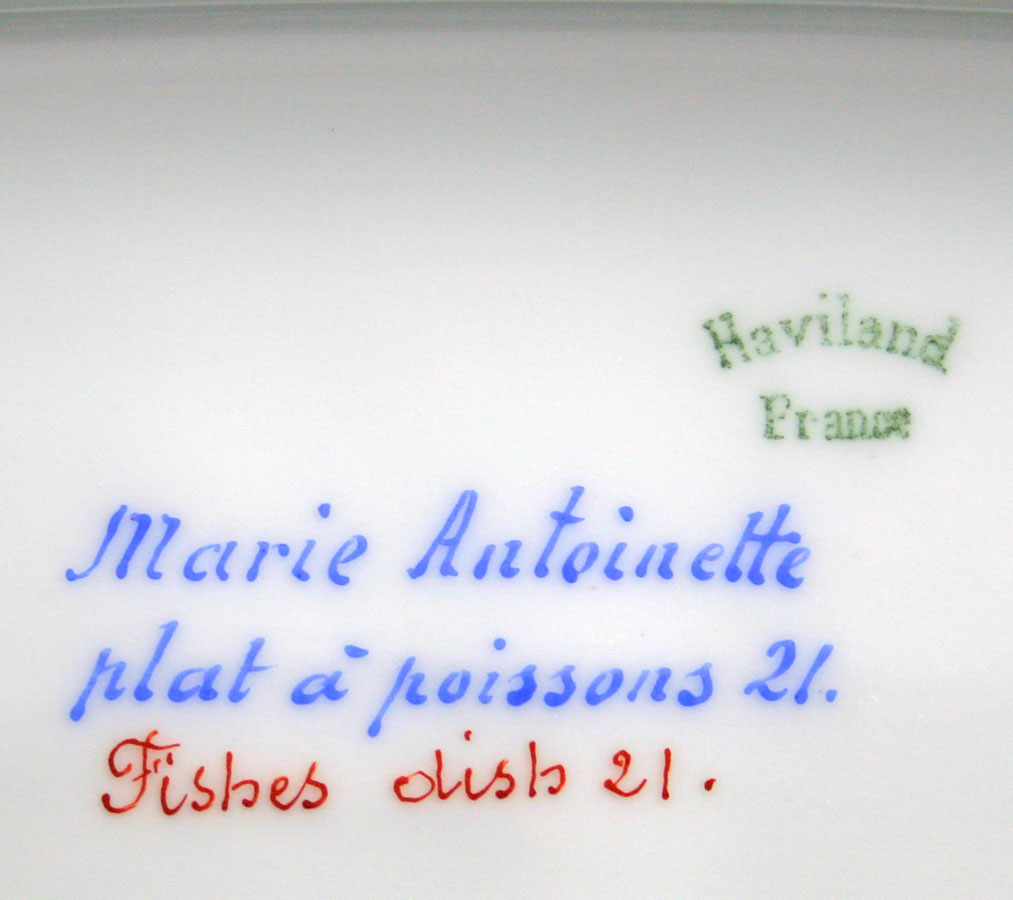 Haviland
France
Marie Antoinette
plat à poissons 21.
Fishes dish 21.